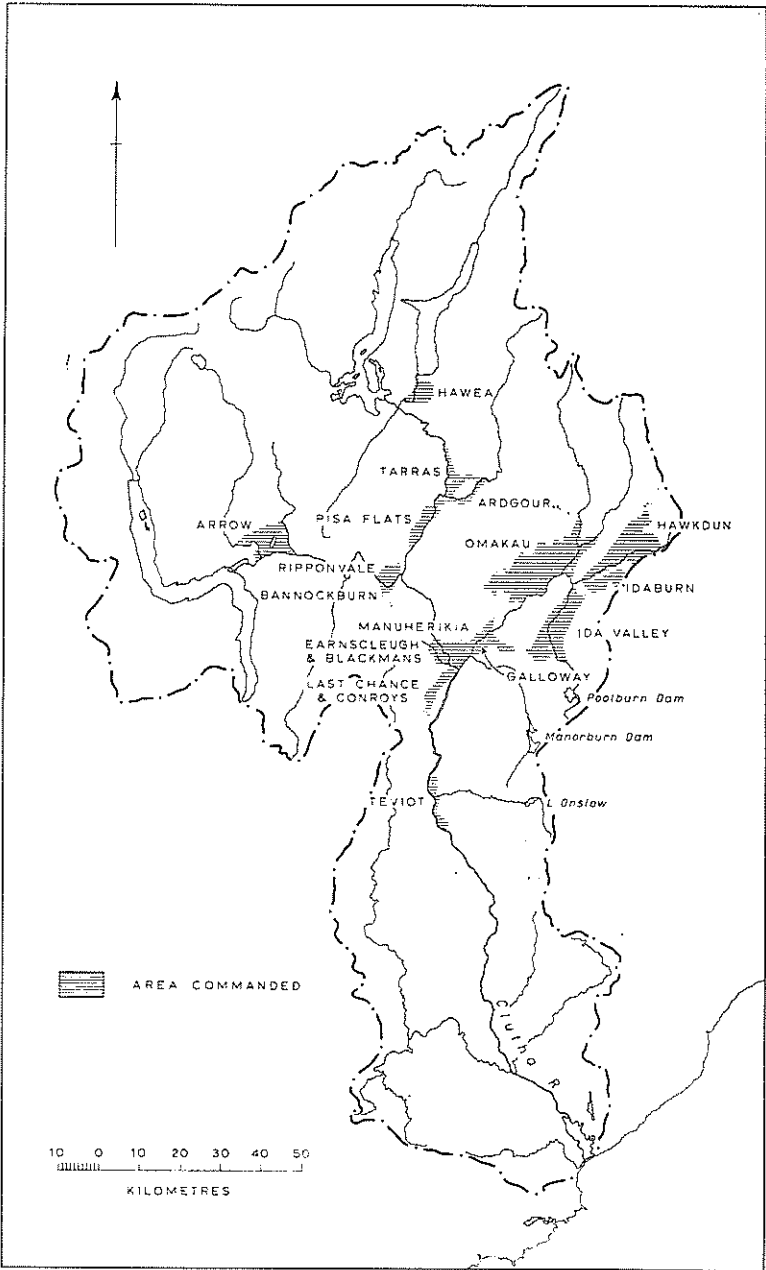 HAWEA
TARRAS
ARDGOUR
PISA FLATS
HAWKDUN
ARROW
OMAKAU
RIPPONVALE
IDABURN
BANNOCKBURN
MANUHERIKIA
IDA VALLEY
EARNSCLEUGH
& BLACKMANS
GALLOWAY
LAST CHANCE
& CONROYS
Poolburn Dam
Manorburn Dam
TEVIOT
L Onslow
AREA COMMANDED
Clutha R
10 0 10 20 30 40 50
KILOMETRES